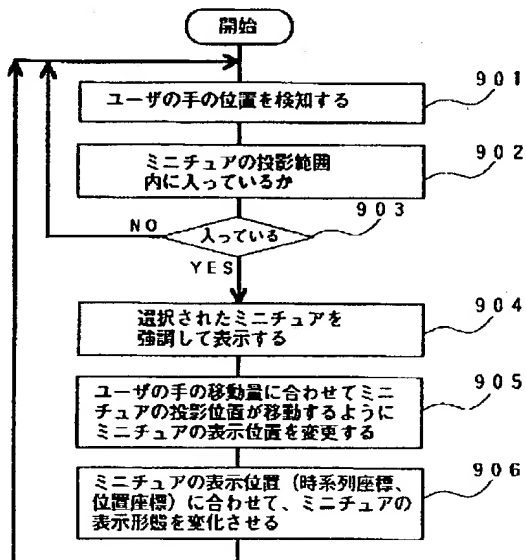 開始
901
ユーザの手の位置を検知する
902
ミニチュアの投影範囲
内に入っているか
903
NO
入っている
YES
904
選択されたミニチュアを
強調して表示する
905
ユーザの手の移動量に合わせてミニ
チュアの投影位置が移動するように
ミニチュアの表示位置を変更する
906
ミニチュアの表示位置（時系列座標、
位置座標）に合わせて、ミニチュアの
表示形態を変化させる